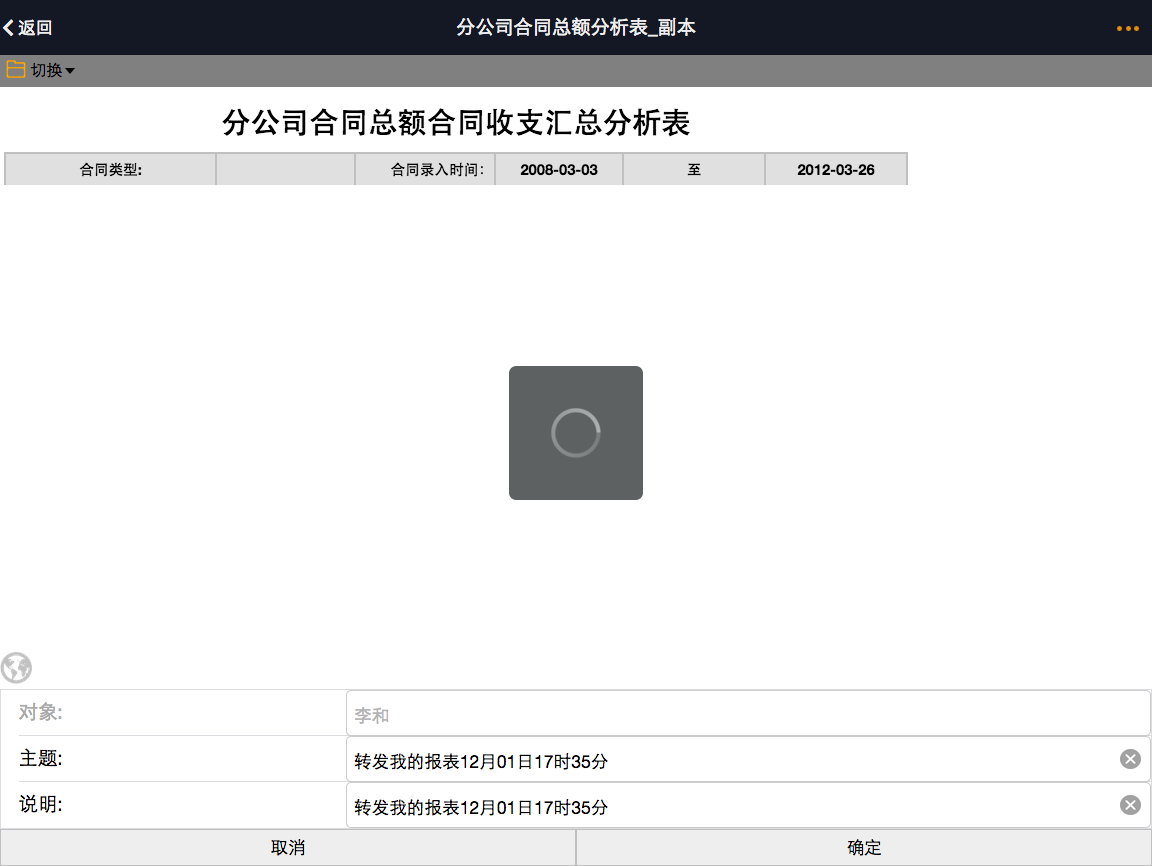 返回
分公司合同总额分析表_副本
切换
分公司合同总额合同收支汇总分析表
合同类型: 合同录入时间: 2008-03-03 至 2012-03-26
对象: 李和
主题: 转发我的报表12月01日17时35分
说明: 转发我的报表12月01日17时35分
取消 确定